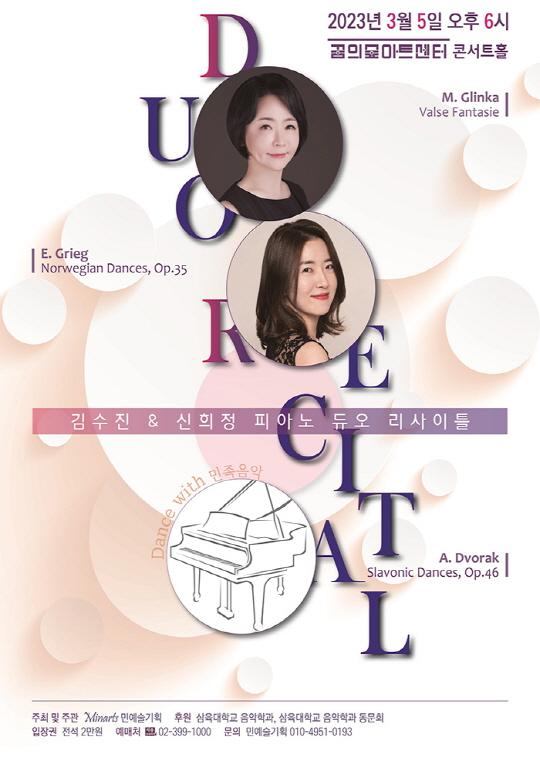 2023년 3월 5일 오후 6시
꿈의숲아트센터 콘서트홀
DUO RECITAL
M. Glinka
Valse Fantasie
E. Grieg
Norwegian Dances, Op.35
김수진 & 신희정 피아노 듀오 리사이틀
Dance with 민족음악
A. Dvorak
Slavonic Dances, Op.46
주최 및 주관 Minarts 민예술기획 후원 삼육대학교 음악학과, 삼육대학교 음악학과 동문회
입장권 전석 2만원 예매처 02-399-1000 문의 민예술기획 010-4951-0193